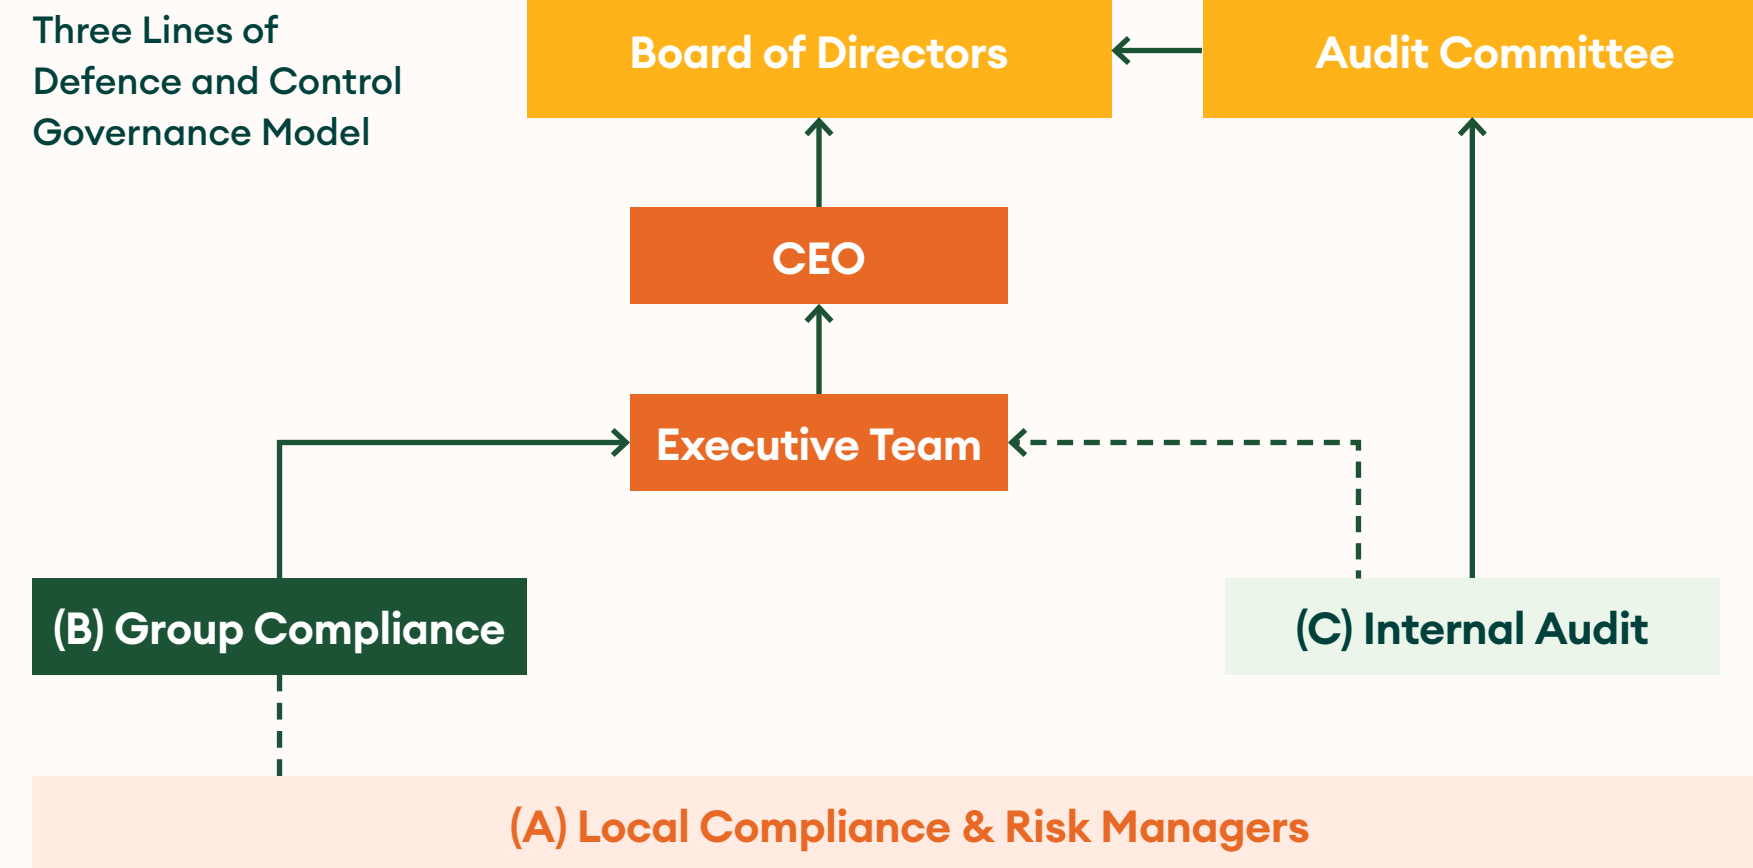 Three Lines of
Defence and Control
Governance Model
Board of Directors
Audit Committee
CEO
Executive Team
(B) Group Compliance
(C) Internal Audit
(A) Local Compliance & Risk Managers